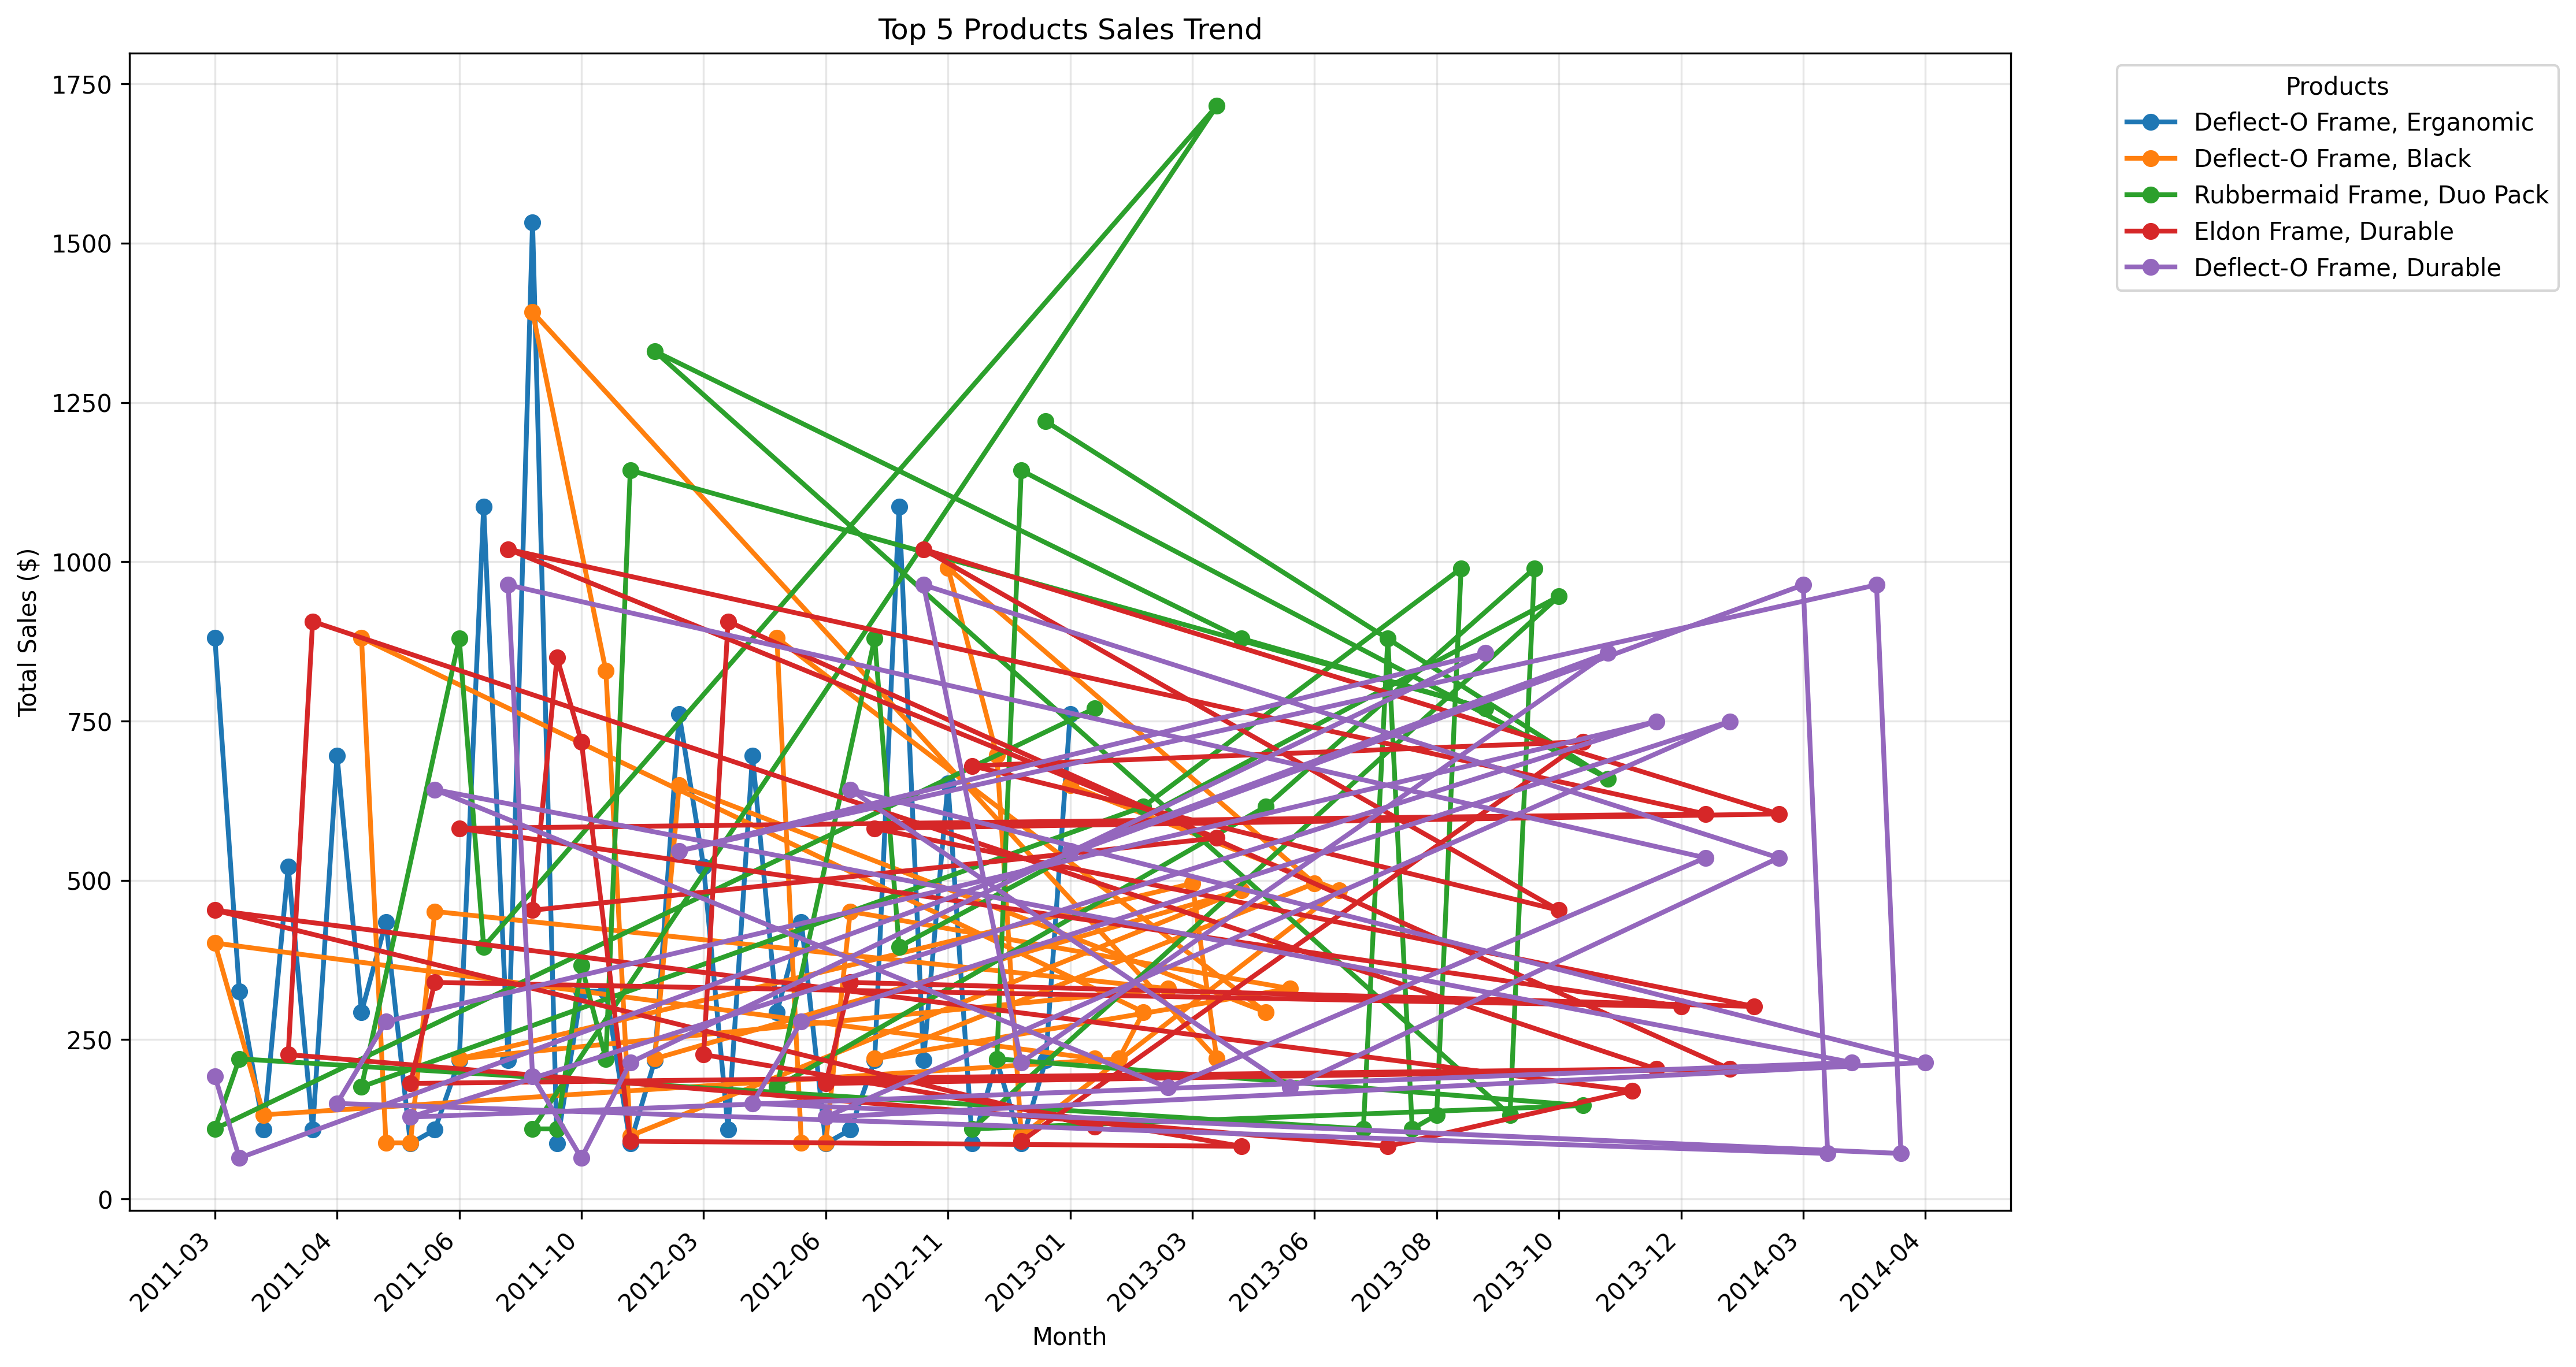 Top 5 Products Sales Trend
Total Sales ($)
1750
1500
1250
1000
750
500
250
0
2011-03
2011-04
2011-06
2011-10
2012-03
2012-06
2012-11
2013-01
2013-03
2013-06
2013-08
2013-10
2013-12
2014-03
2014-04
Month
Products
Deflect-O Frame, Erganomic
Deflect-O Frame, Black
Rubbermaid Frame, Duo Pack
Eldon Frame, Durable
Deflect-O Frame, Durable